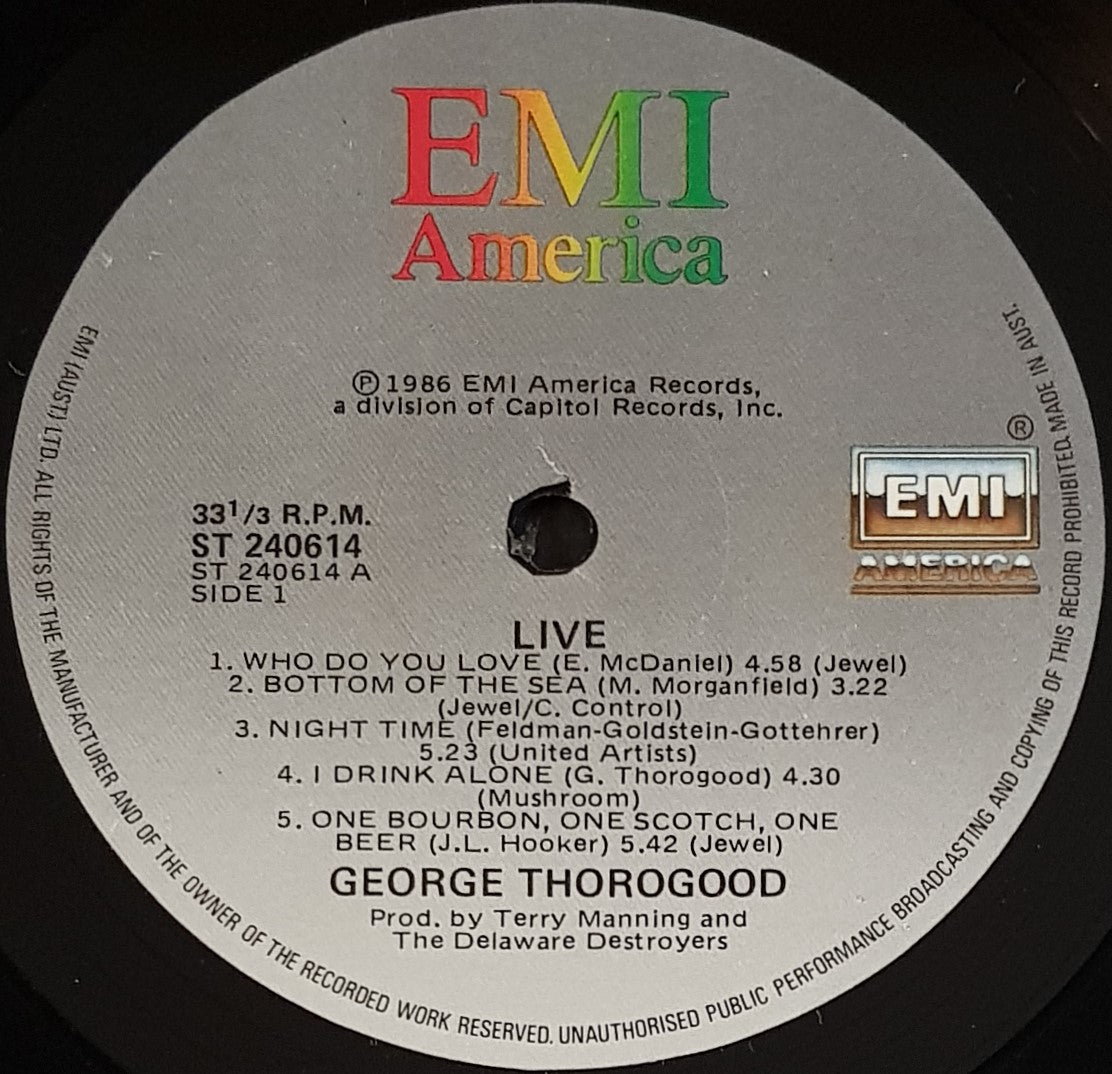 EMI
America
℗ 1986 EMI America Records,
a division of Capitol Records, Inc.
®
EMI
AMERICA
33 1/3 R.P.M.
ST 240614
ST 240614 A
SIDE 1
LIVE
1. WHO DO YOU LOVE (E. McDaniel) 4.58 (Jewel)
2. BOTTOM OF THE SEA (M. Morganfield) 3.22
(Jewel/C. Control)
3. NIGHT TIME (Feldman-Goldstein-Gottehrer)
5.23 (United Artists)
4. I DRINK ALONE (G. Thorogood) 4.30
(Mushroom)
5. ONE BOURBON, ONE SCOTCH, ONE
BEER (J.L. Hooker) 5.42 (Jewel)
GEORGE THOROGOOD
Prod. by Terry Manning and
The Delaware Destroyers
EMI (AUST.) LTD. ALL RIGHTS OF THE MANUFACTURER AND OF THE OWNER OF THE RECORDED WORK RESERVED. UNAUTHORISED PUBLIC PERFORMANCE BROADCASTING AND COPYING OF THIS RECORD PROHIBITED. MADE IN AUST.